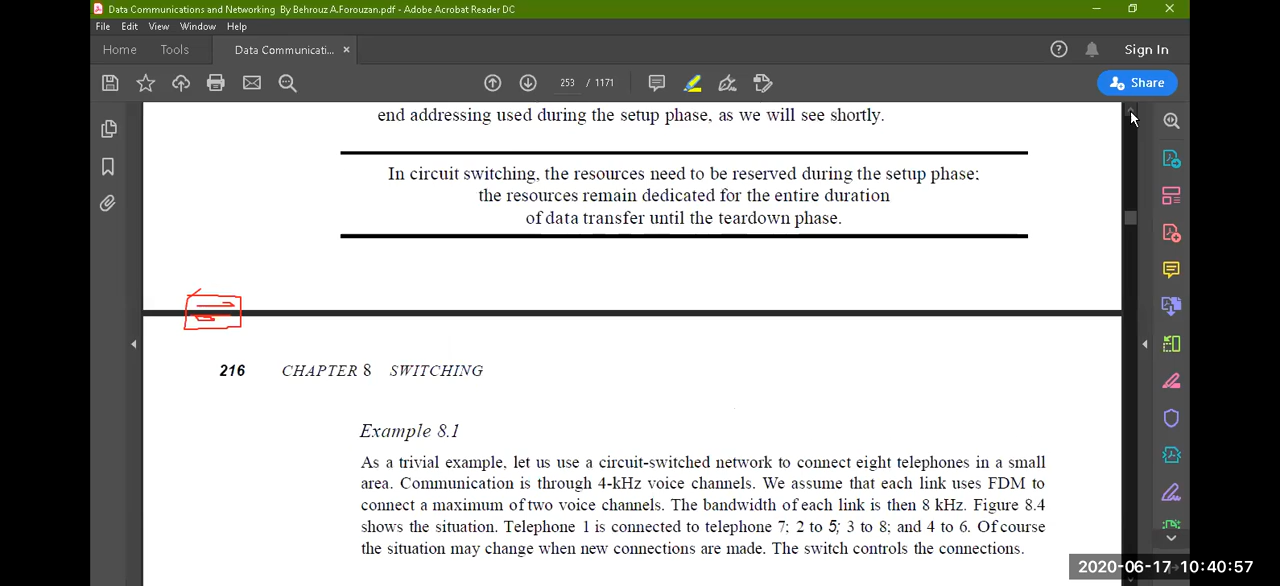 Data Communications and Networking By Behrouz A.Forouzan.pdf - Adobe Acrobat Reader DC
File Edit View Window Help
Home Tools Data Communicati... × Sign In
253 / 1171 Share
end addressing used during the setup phase, as we will see shortly.
In circuit switching, the resources need to be reserved during the setup phase;
the resources remain dedicated for the entire duration
of data transfer until the teardown phase.
216 CHAPTER 8 SWITCHING
Example 8.1
As a trivial example, let us use a circuit-switched network to connect eight telephones in a small
area. Communication is through 4-kHz voice channels. We assume that each link uses FDM to
connect a maximum of two voice channels. The bandwidth of each link is then 8 kHz. Figure 8.4
shows the situation. Telephone 1 is connected to telephone 7; 2 to 5; 3 to 8; and 4 to 6. Of course
the situation may change when new connections are made. The switch controls the connections.
2020-06-17 10:40:57